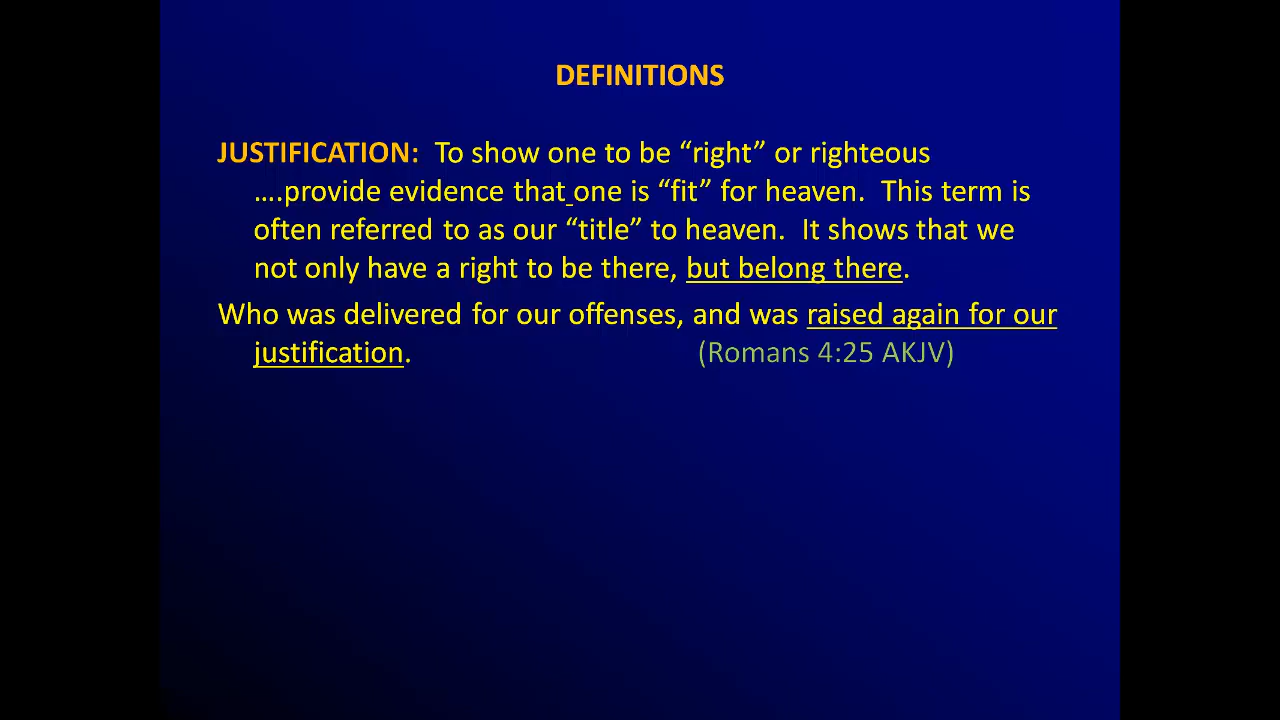 DEFINITIONS
JUSTIFICATION: To show one to be “right” or righteous
….provide evidence that one is “fit” for heaven. This term is
often referred to as our “title” to heaven. It shows that we
not only have a right to be there, but belong there.
Who was delivered for our offenses, and was raised again for our
justification. (Romans 4:25 AKJV)